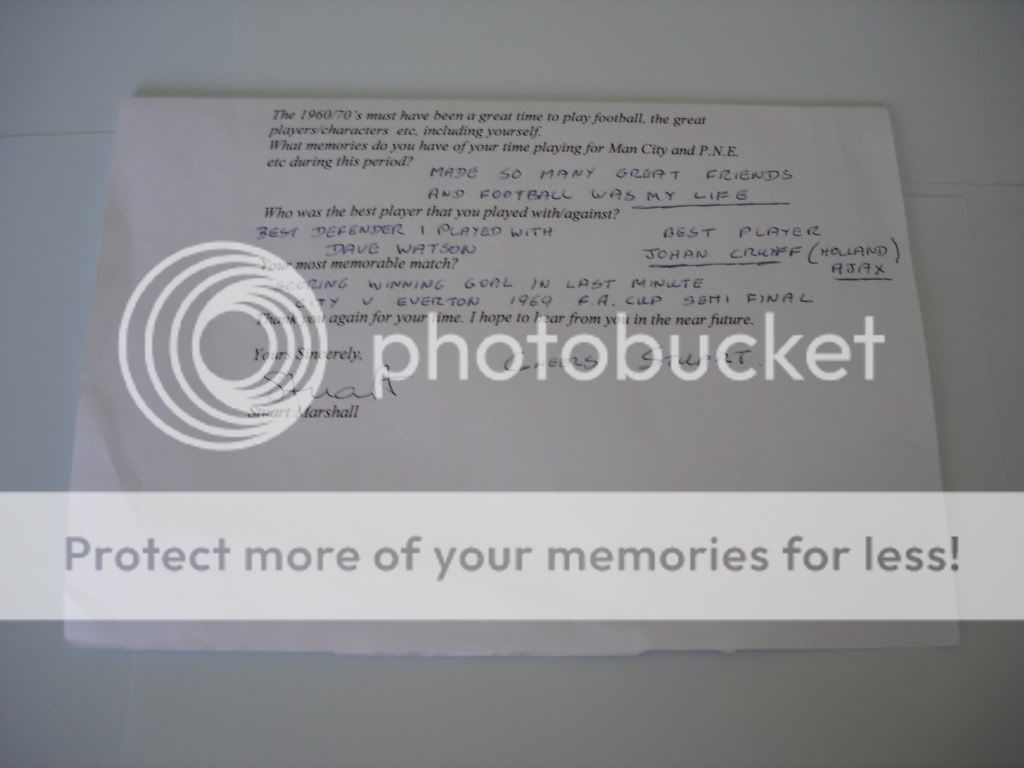 The 1960/70's must have been a great time to play football, the great
players/characters etc, including yourself.
What memories do you have of your time playing for Man City and P.N.E.
etc during this period?
MADE SO MANY GREAT FRIENDS
AND FOOTBALL WAS MY LIFE
Who was the best player that you played with/against?
BEST DEFENDER I PLAYED WITH
DAVE WATSON
BEST PLAYER
JOHAN CRUYFF (HOLLAND)
AJAX
Your most memorable match?
SCORING WINNING GOAL IN LAST MINUTE
CITY V EVERTON 1969 F.A. CUP SEMI FINAL
Thank you again for your time, I hope to hear from you in the near future.
Yours Sincerely,
CHEERS STUART.
Stuart
Stuart Marshall
photobucket
Protect more of your memories for less!